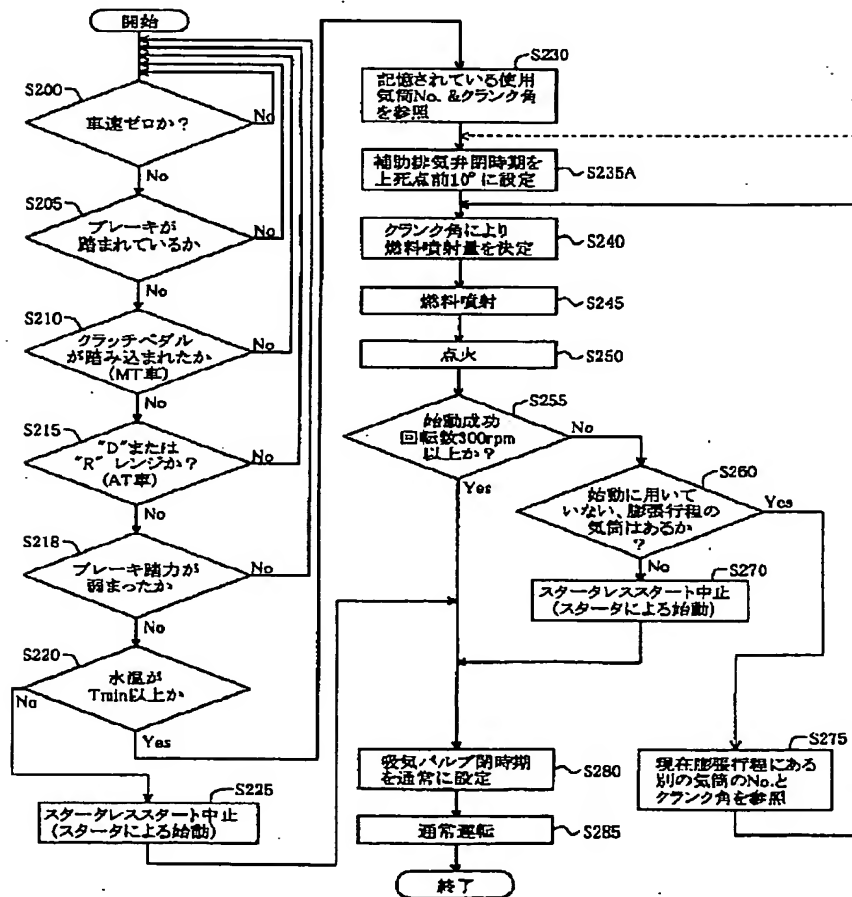 開始
S200
車速ゼロか?
No
No
S205
ブレーキが
踏まれているか
No
No
S210
クラッチペダル
が踏み込まれたか
(MT車)
No
No
S215
"D"または
"R" レンジか?
(AT車)
No
No
S218
ブレーキ踏力が
弱まったか
No
No
S220
水温が
Tmin以上か
No
Yes
S225
スタータレススタート中止
(スタータによる始動)
S230
記憶されている使用
気筒No.&クランク角
を参照
補助排気弁閉時期を
上死点前10°に設定
S235A
クランク角により
燃料噴射量を決定
S240
燃料噴射
S245
点火
S250
S255
始動成功
回転数300rpm
以上か?
No
Yes
S260
始動に用いて
いない、膨張行程の
気筒はあるか
?
Yes
No
S270
スタータレススタート中止
(スタータによる始動)
S275
現在膨張行程にある
別の気筒のNo.と
クランク角を参照
吸気バルブ閉時期
を通常に設定
S280
通常運転
S285
終了